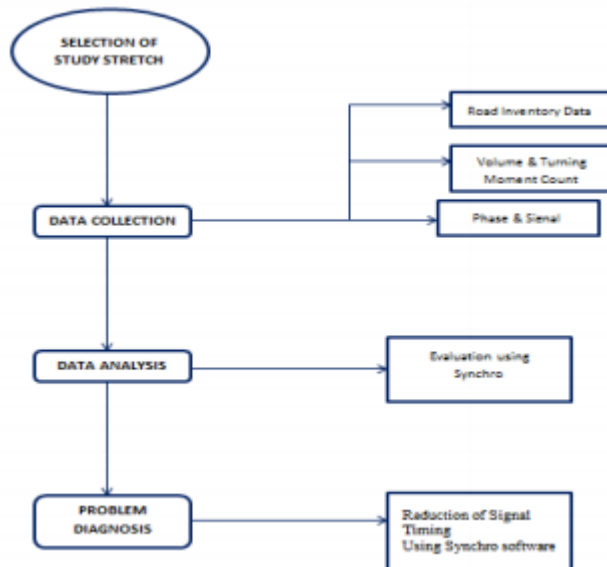 SELECTION OF
STUDY STRETCH
Road Inventory Data
Volume & Turning
Moment Count
DATA COLLECTION
Phase & Sienal
DATA ANALYSIS
Evaluation using
Synchro
PROBLEM
DIAGNOSIS
Reduction of Signal
Timing
Using Synchro software